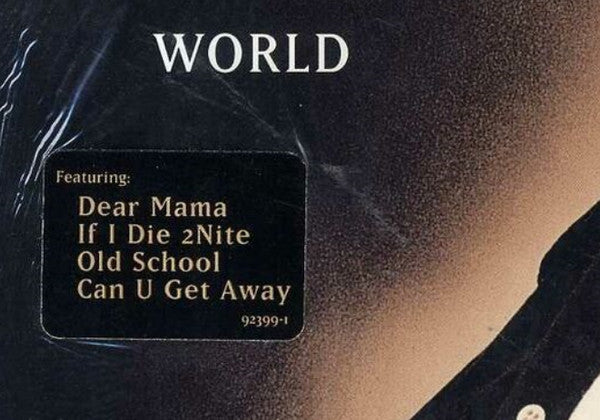 WORLD
Featuring:
Dear Mama
If I Die 2Nite
Old School
Can U Get Away
92399-1